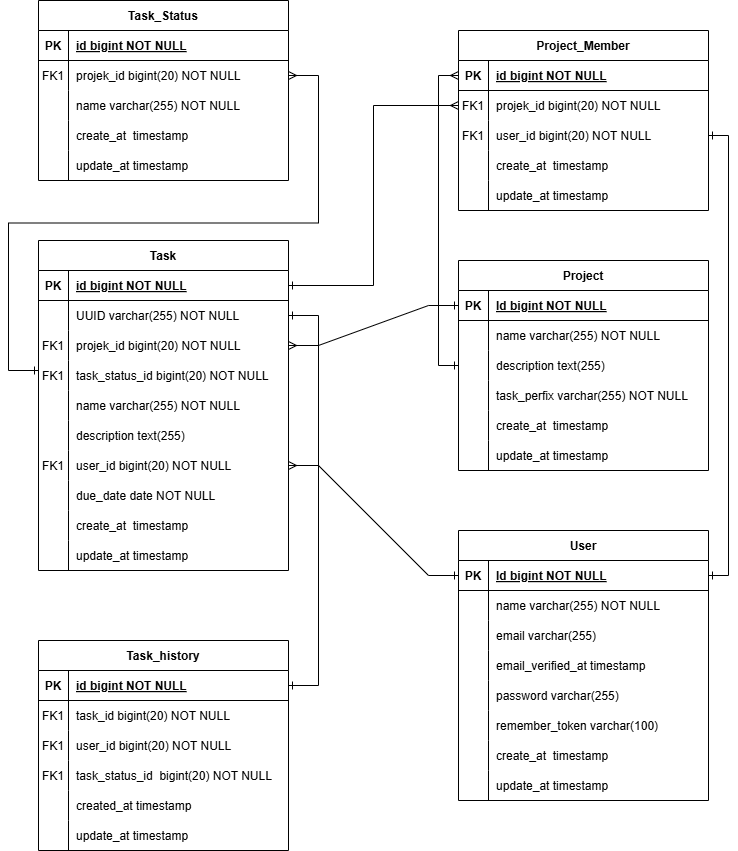 Task_Status
PK id bigint NOT NULL
FK1 projek_id bigint(20) NOT NULL
name varchar(255) NOT NULL
create_at  timestamp
update_at timestamp
Project_Member
PK id bigint NOT NULL
FK1 projek_id bigint(20) NOT NULL
FK1 user_id bigint(20) NOT NULL
create_at  timestamp
update_at timestamp
Task
PK id bigint NOT NULL
UUID varchar(255) NOT NULL
FK1 projek_id bigint(20) NOT NULL
FK1 task_status_id bigint(20) NOT NULL
name varchar(255) NOT NULL
description text(255)
FK1 user_id bigint(20) NOT NULL
due_date date NOT NULL
create_at  timestamp
update_at timestamp
Project
PK Id bigint NOT NULL
name varchar(255) NOT NULL
description text(255)
task_perfix varchar(255) NOT NULL
create_at  timestamp
update_at timestamp
User
PK Id bigint NOT NULL
name varchar(255) NOT NULL
email varchar(255)
email_verified_at timestamp
password varchar(255)
remember_token varchar(100)
create_at  timestamp
update_at timestamp
Task_history
PK id bigint NOT NULL
FK1 task_id bigint(20) NOT NULL
FK1 user_id bigint(20) NOT NULL
FK1 task_status_id  bigint(20) NOT NULL
created_at timestamp
update_at timestamp